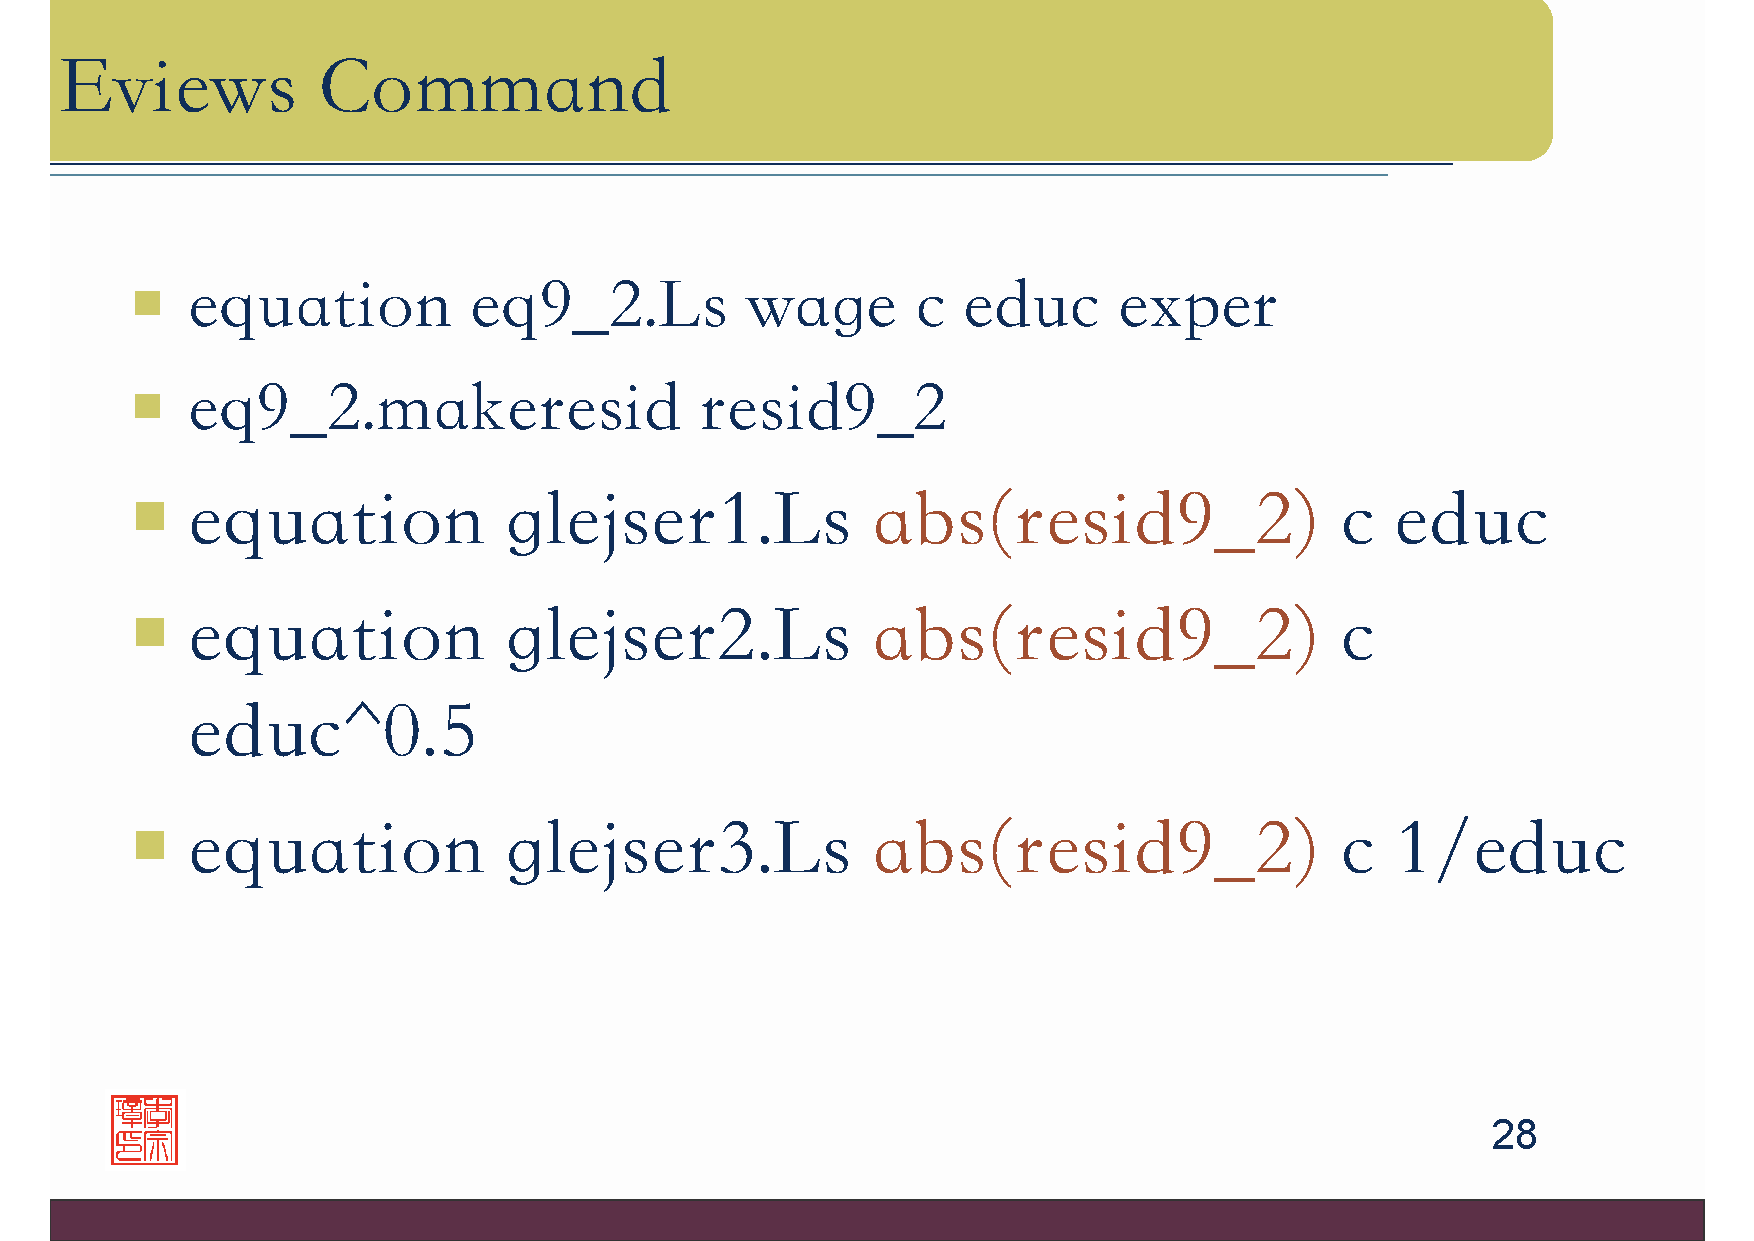 Eviews Command
equation eq9_2.Ls wage c educ exper
eq9_2.makeresid resid9_2
equation glejser1.Ls abs(resid9_2) c educ
equation glejser2.Ls abs(resid9_2) c
educ^0.5
equation glejser3.Ls abs(resid9_2) c 1/educ
28